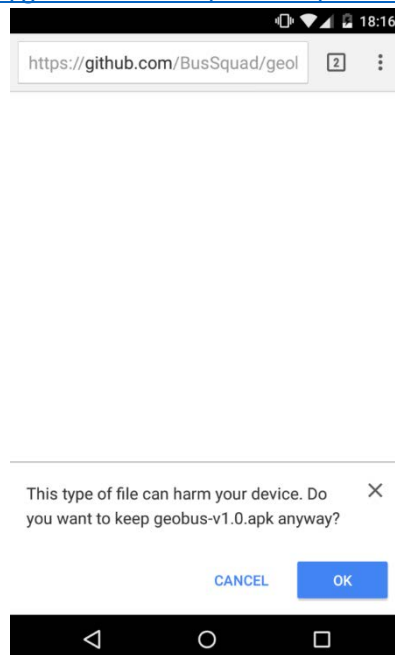 18:16
https://github.com/BusSquad/geol
2
This type of file can harm your device. Do
you want to keep geobus-v1.0.apk anyway?
CANCEL
OK